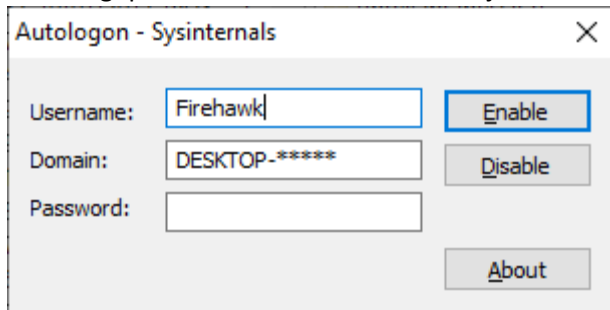 Autologon - Sysinternals
Username: Firehawk Enable
Domain: DESKTOP-***** Disable
Password:
About